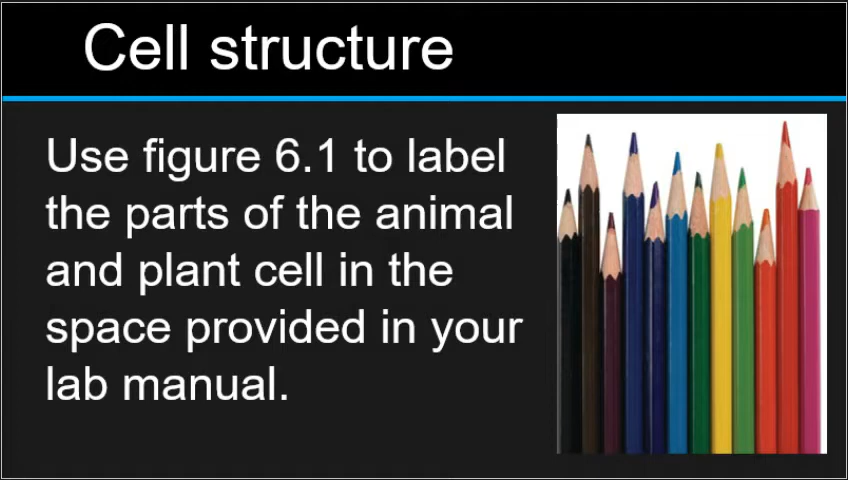 Cell structure
Use figure 6.1 to label
the parts of the animal
and plant cell in the
space provided in your
lab manual.